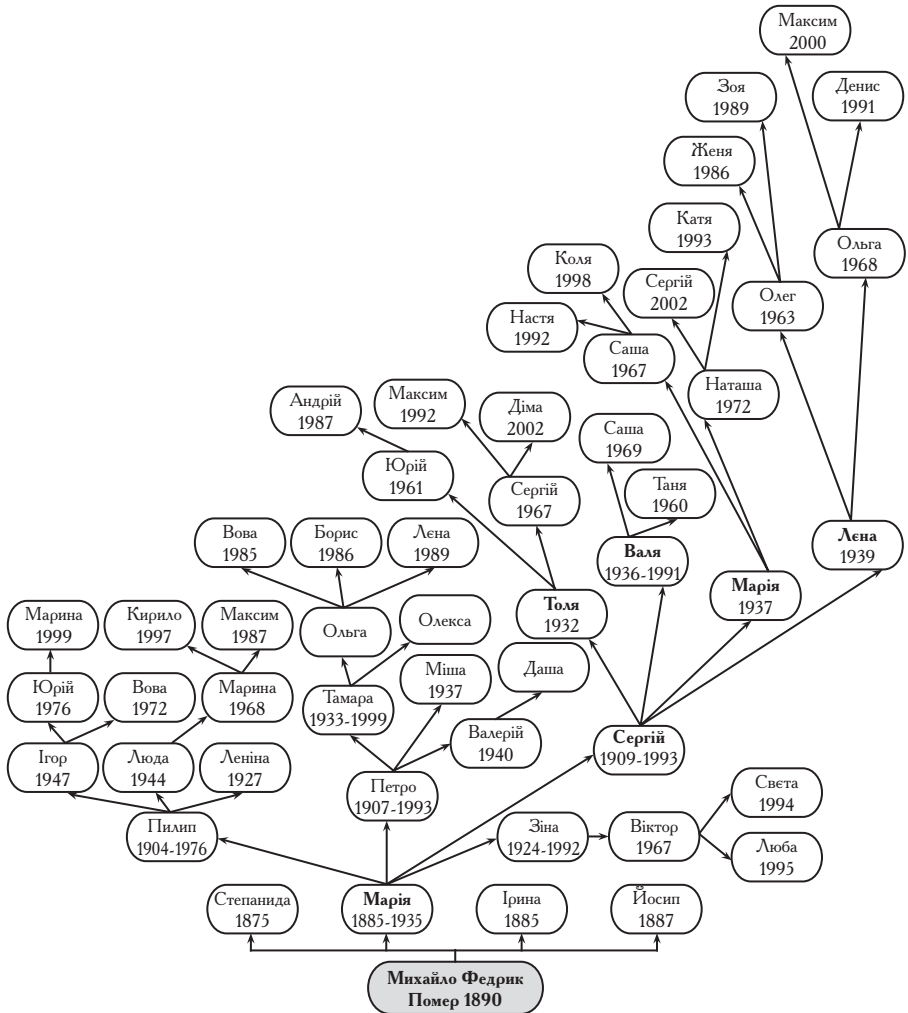 Максим
2000
Зоя
1989
Денис
1991
Женя
1986
Катя
1993
Ольга
1968
Коля
1998
Сергій
2002
Олег
1963
Настя
1992
Саша
1967
Наташа
1972
Андрій
1987
Максим
1992
Діма
2002
Саша
1969
Юрій
1961
Сергій
1967
Таня
1960
Вова
1985
Борис
1986
Лєна
1989
Валя
1936-1991
Лєна
1939
Марія
1937
Марина
1999
Кирило
1997
Максим
1987
Ольга
Олекса
Толя
1932
Юрій
1976
Вова
1972
Марина
1968
Тамара
1933-1999
Міша
1937
Даша
Валерій
1940
Сергій
1909-1993
Ігор
1947
Люда
1944
Леніна
1927
Петро
1907-1993
Свєта
1994
Пилип
1904-1976
Зіна
1924-1992
Віктор
1967
Люба
1995
Степанида
1875
Марія
1885-1935
Ірина
1885
Йосип
1887
Михайло Федрик
Помер 1890